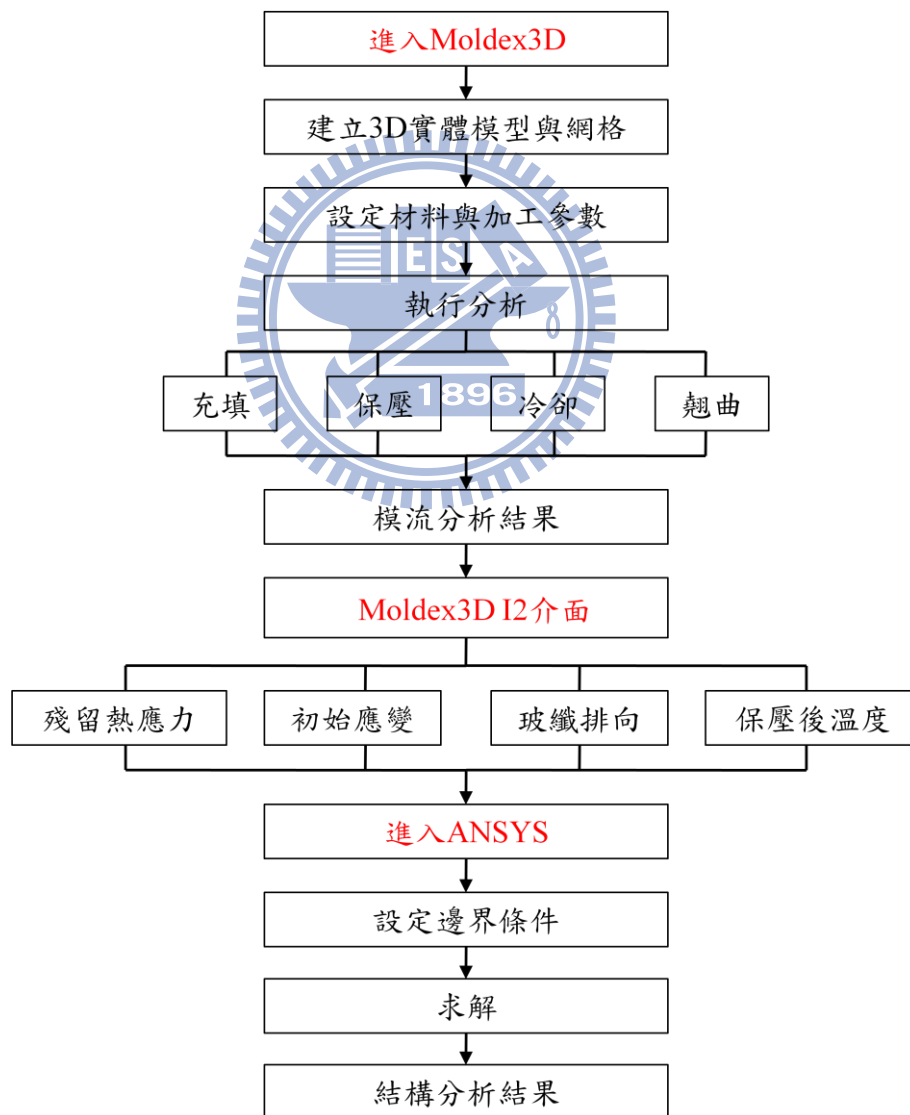 進入Moldex3D
建立3D實體模型與網格
設定材料與加工參數
ESA
執行分析
充填
保壓
冷卻
翹曲
1896
模流分析結果
Moldex3D I2介面
殘留熱應力
初始應變
玻纖排向
保壓後溫度
進入ANSYS
設定邊界條件
求解
結構分析結果